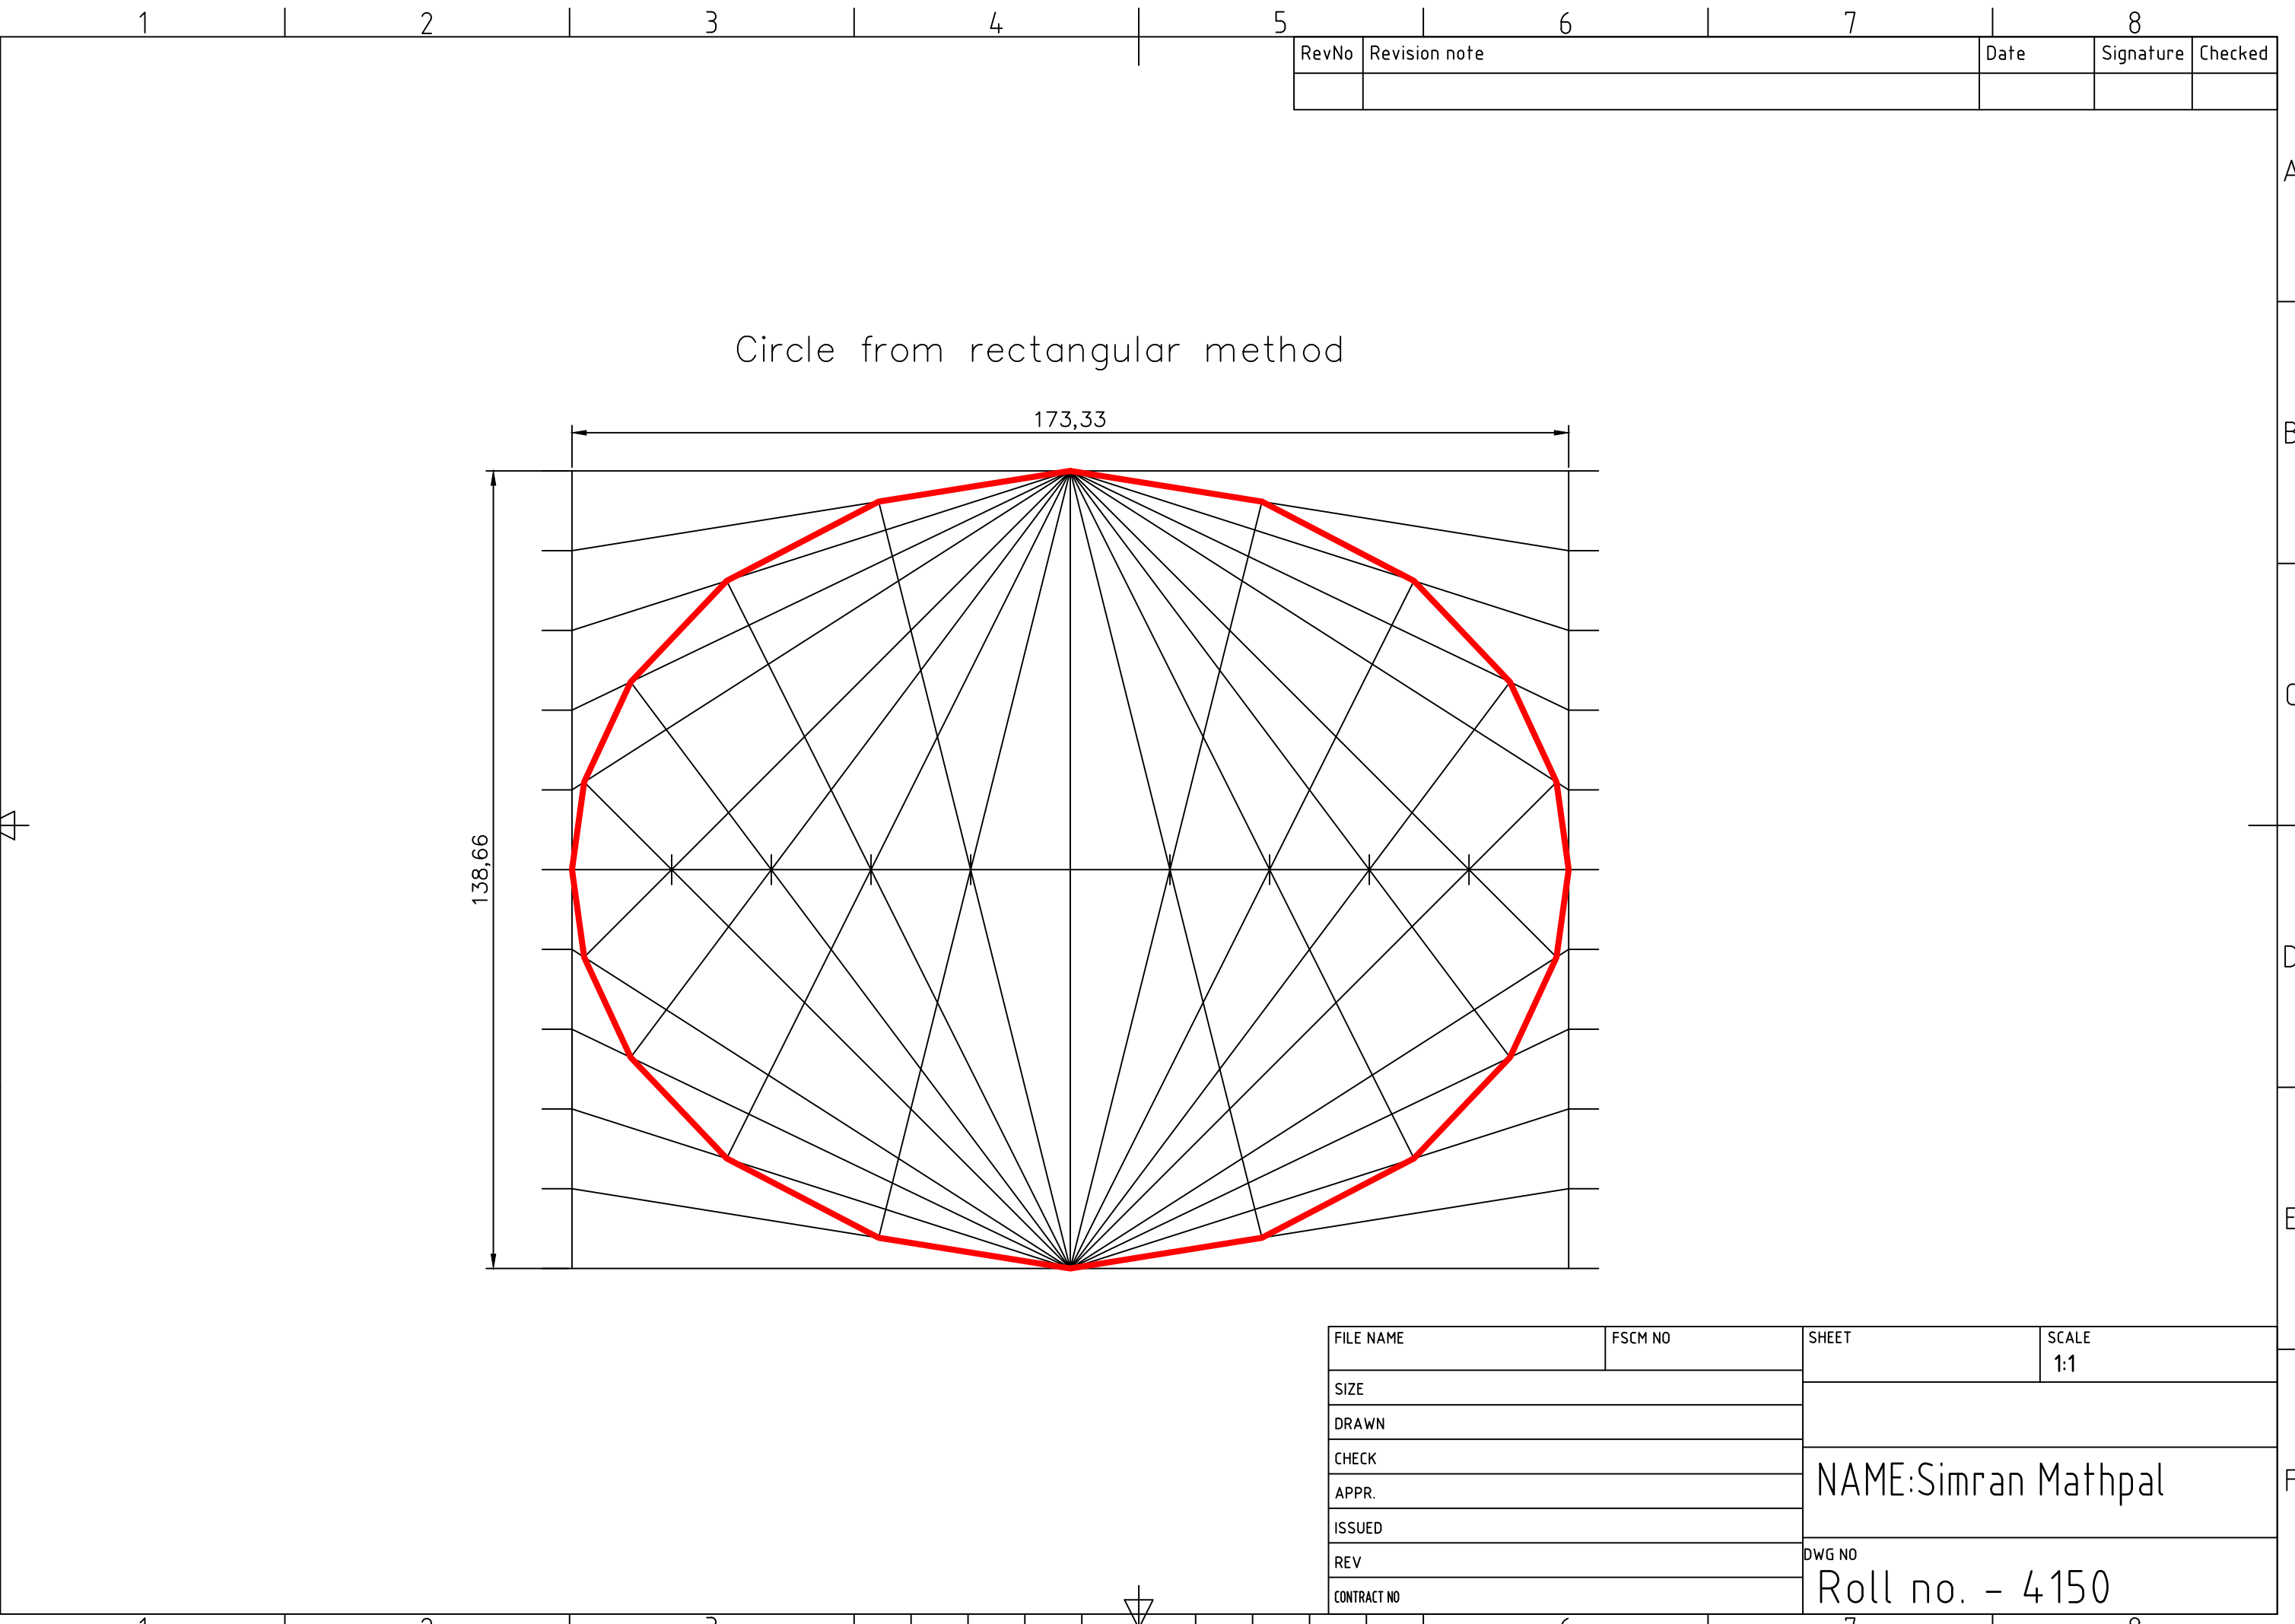 1 2 3 4 5 6 7 8
RevNo Revision note Date Signature Checked
A
Circle from rectangular method
173,33
B
C
138,66
D
E
FILE NAME FSCM NO SHEET SCALE
1:1
SIZE
DRAWN
CHECK
NAME:Simran Mathpal
F
APPR.
ISSUED
REV
DWG NO
CONTRACT NO
Roll no. - 4150